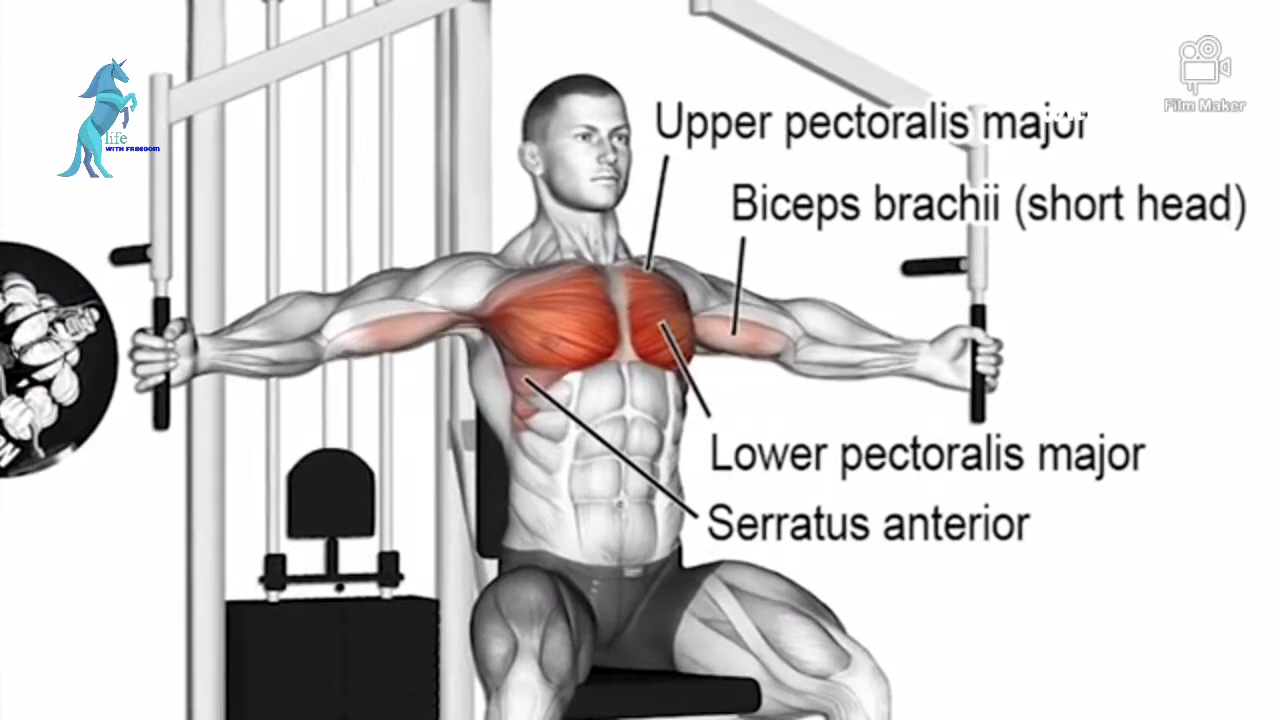 life
WITH FREEDOM
Film Maker
Upper pectoralis major
Biceps brachii (short head)
Lower pectoralis major
Serratus anterior